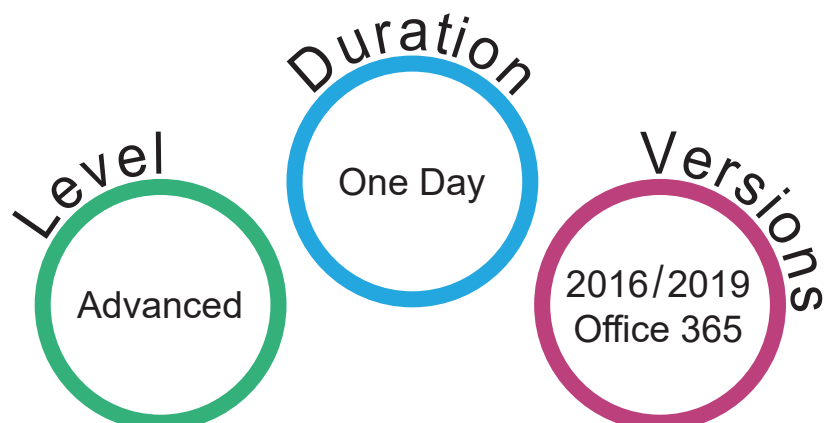 Level
Advanced
Duration
One Day
Versions
2016/2019
Office 365